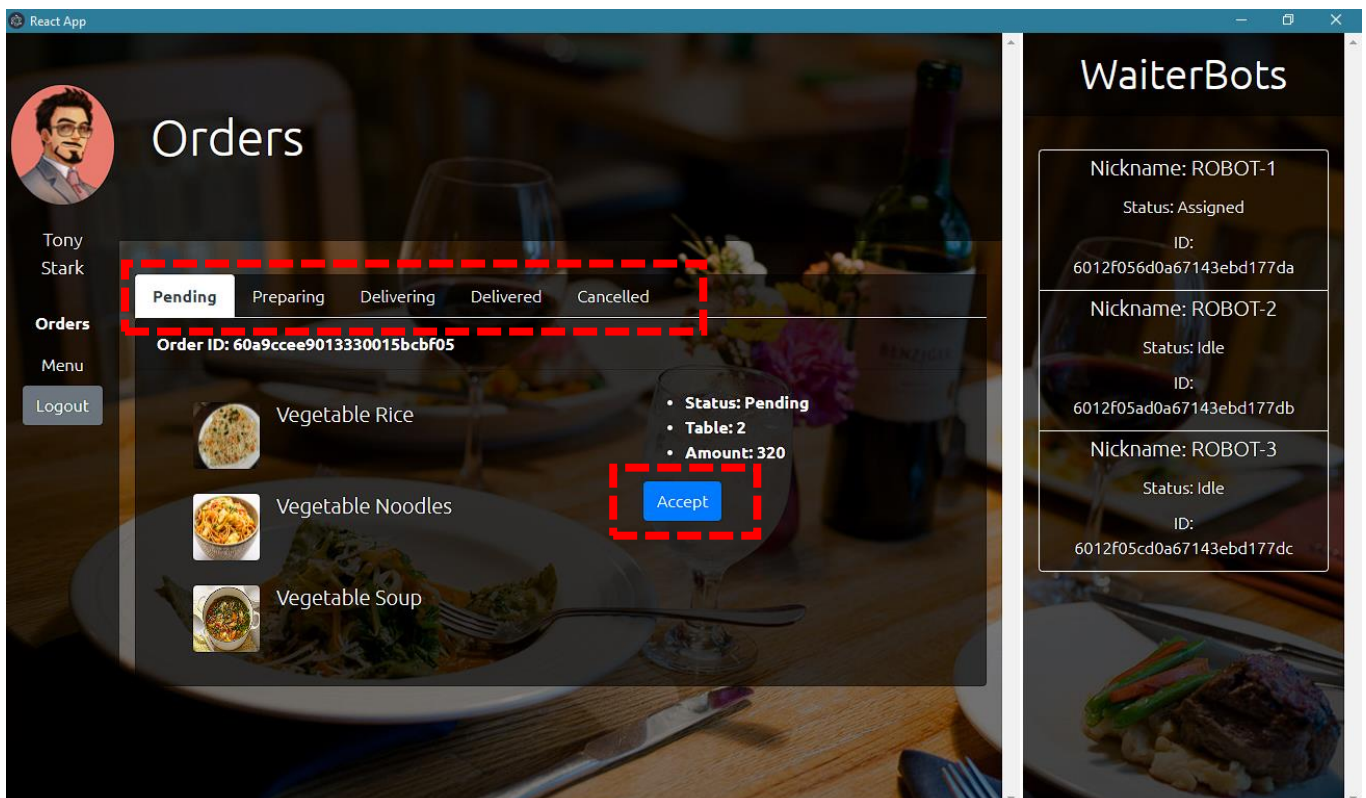 React App
Tony
Stark
Orders
Menu
Logout
Orders
Pending Preparing Delivering Delivered Cancelled
Order ID: 60a9ccee9013330015bcbf05
Vegetable Rice
Vegetable Noodles
Vegetable Soup
• Status: Pending
• Table: 2
• Amount: 320
Accept
BENZIGER
WaiterBots
Nickname: ROBOT-1
Status: Assigned
ID:
6012f056d0a67143ebd177da
Nickname: ROBOT-2
Status: Idle
ID:
6012f05ad0a67143ebd177db
Nickname: ROBOT-3
Status: Idle
ID:
6012f05cd0a67143ebd177dc